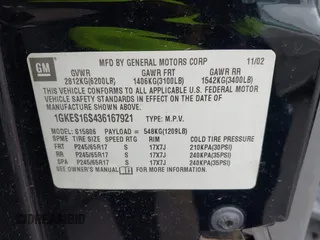 GM
MFD BY GENERAL MOTORS CORP 11/02
GVWR GAWR FRT GAWR RR
2812KG(6200LB) 1406KG(3100LB) 1542KG(3400LB)
THIS VEHICLE CONFORMS TO ALL APPLICABLE U.S. FEDERAL MOTOR
VEHICLE SAFETY STANDARDS IN EFFECT ON THE DATE OF
MANUFACTURE SHOWN ABOVE.
1GKES16S436167921 TYPE: M.P.V.
MODEL: S15806 PAYLOAD = 548KG(1209LB)
TIRE SIZE SPEED RTG RIM COLD TIRE PRESSURE
FRT P245/65R17 S 17X7J 210KPA(30PSI)
RR P245/65R17 S 17X7J 240KPA(35PSI)
SPA P245/65R17 S 17X7J 240KPA(35PSI)
SEE OWNERS MANUAL FOR MORE INFORMATION